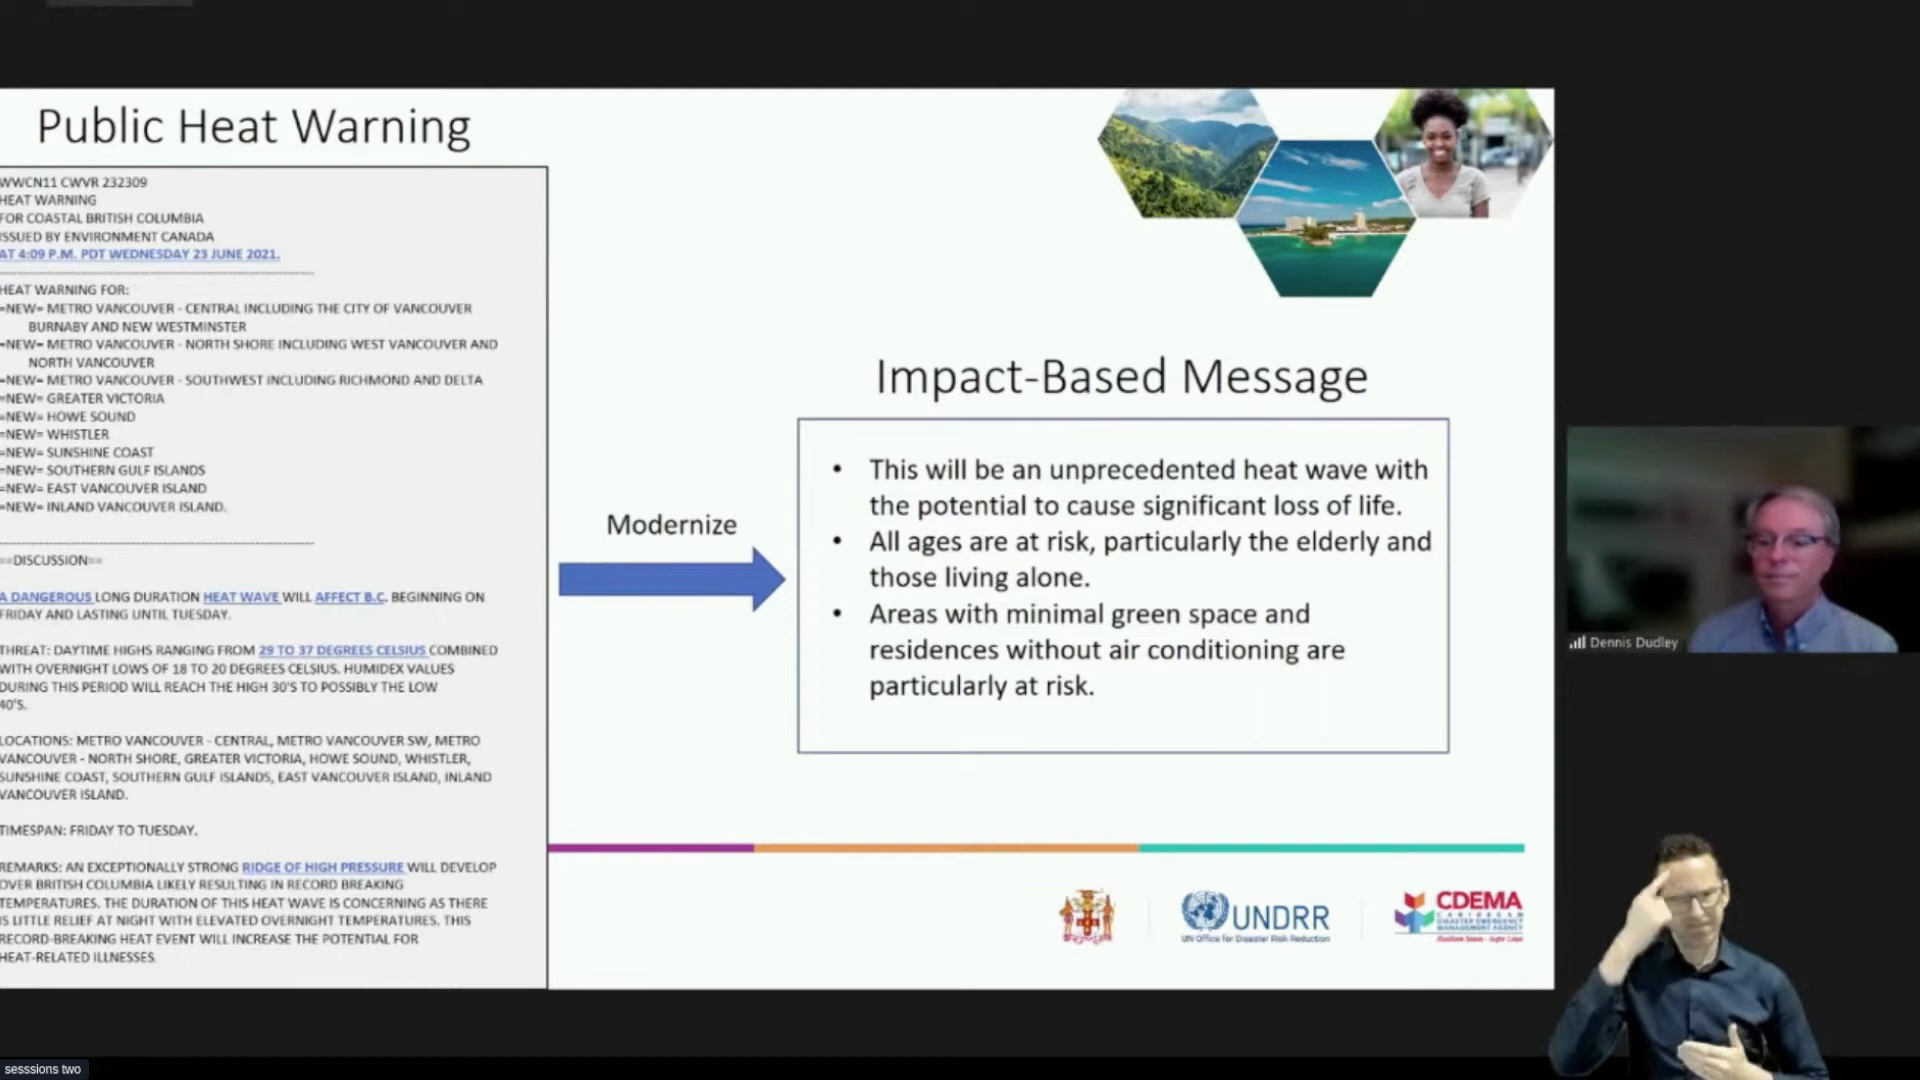 Public Heat Warning
WWCN11 CWVR 232309
HEAT WARNING
FOR COASTAL BRITISH COLUMBIA
ISSUED BY ENVIRONMENT CANADA
AT 4:09 P.M. PDT WEDNESDAY 23 JUNE 2021.
HEAT WARNING FOR:
=NEW= METRO VANCOUVER - CENTRAL INCLUDING THE CITY OF VANCOUVER
BURNABY AND NEW WESTMINSTER
=NEW= METRO VANCOUVER - NORTH SHORE INCLUDING WEST VANCOUVER AND
NORTH VANCOUVER
=NEW= METRO VANCOUVER - SOUTHWEST INCLUDING RICHMOND AND DELTA
=NEW= GREATER VICTORIA
=NEW= HOWE SOUND
=NEW= WHISTLER
=NEW= SUNSHINE COAST
=NEW= SOUTHERN GULF ISLANDS
=NEW= EAST VANCOUVER ISLAND
=NEW= INLAND VANCOUVER ISLAND.
==DISCUSSION==
A DANGEROUS LONG DURATION HEAT WAVE WILL AFFECT B.C. BEGINNING ON
FRIDAY AND LASTING UNTIL TUESDAY.
THREAT: DAYTIME HIGHS RANGING FROM 29 TO 37 DEGREES CELSIUS COMBINED
WITH OVERNIGHT LOWS OF 18 TO 20 DEGREES CELSIUS. HUMIDEX VALUES
DURING THIS PERIOD WILL REACH THE HIGH 30'S TO POSSIBLY THE LOW
40'S.
LOCATIONS: METRO VANCOUVER - CENTRAL, METRO VANCOUVER SW, METRO
VANCOUVER - NORTH SHORE, GREATER VICTORIA, HOWE SOUND, WHISTLER,
SUNSHINE COAST, SOUTHERN GULF ISLANDS, EAST VANCOUVER ISLAND, INLAND
VANCOUVER ISLAND.
TIMESPAN: FRIDAY TO TUESDAY.
REMARKS: AN EXCEPTIONALLY STRONG RIDGE OF HIGH PRESSURE WILL DEVELOP
OVER BRITISH COLUMBIA LIKELY RESULTING IN RECORD BREAKING
TEMPERATURES. THE DURATION OF THIS HEAT WAVE IS CONCERNING AS THERE
IS LITTLE RELIEF AT NIGHT WITH ELEVATED OVERNIGHT TEMPERATURES. THIS
RECORD-BREAKING HEAT EVENT WILL INCREASE THE POTENTIAL FOR
HEAT-RELATED ILLNESSES.
Modernize
Impact-Based Message
• This will be an unprecedented heat wave with
the potential to cause significant loss of life.
• All ages are at risk, particularly the elderly and
those living alone.
• Areas with minimal green space and
residences without air conditioning are
particularly at risk.
UNDRR
UN Office for Disaster Risk Reduction
CDEMA
CARIBBEAN
DISASTER EMERGENCY
MANAGEMENT AGENCY
Dennis Dudley
sesssions two